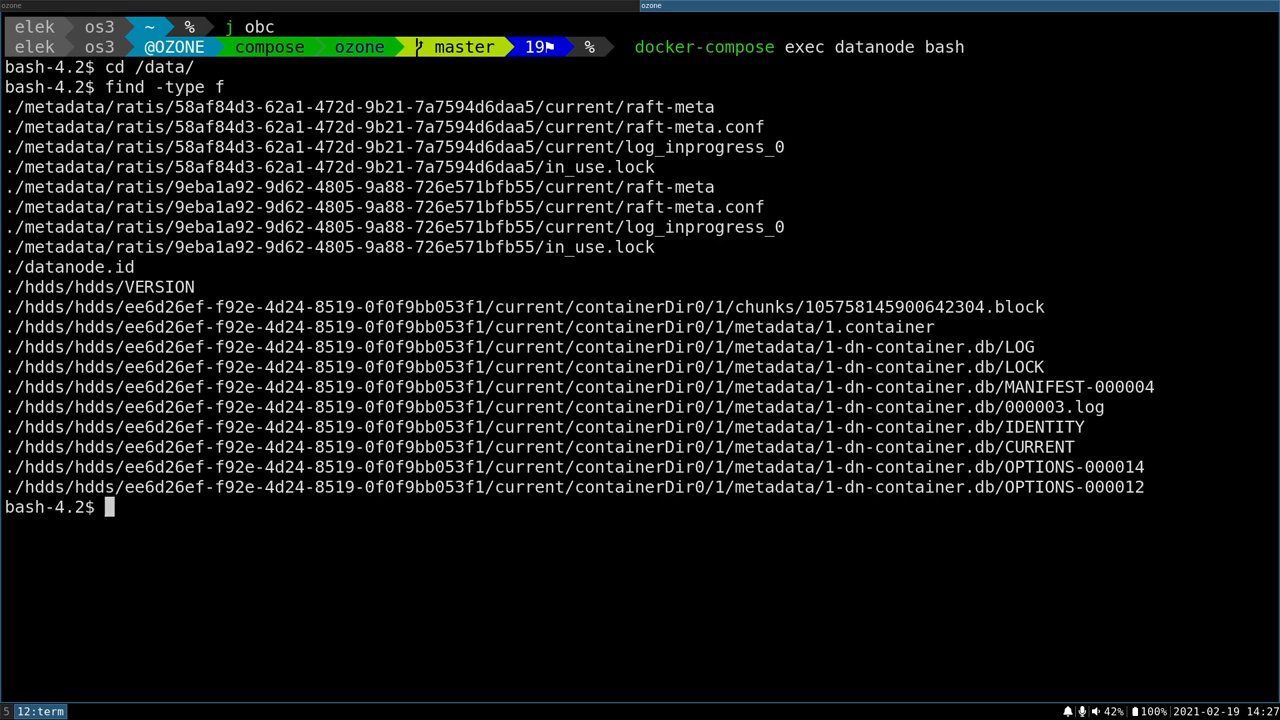 ozone
ozone
elek os3 ~ % j obc
elek os3 @OZONE compose ozone master 19⚑ % docker-compose exec datanode bash
bash-4.2$ cd /data/
bash-4.2$ find -type f
./metadata/ratis/58af84d3-62a1-472d-9b21-7a7594d6daa5/current/raft-meta
./metadata/ratis/58af84d3-62a1-472d-9b21-7a7594d6daa5/current/raft-meta.conf
./metadata/ratis/58af84d3-62a1-472d-9b21-7a7594d6daa5/current/log_inprogress_0
./metadata/ratis/58af84d3-62a1-472d-9b21-7a7594d6daa5/in_use.lock
./metadata/ratis/9eba1a92-9d62-4805-9a88-726e571bfb55/current/raft-meta
./metadata/ratis/9eba1a92-9d62-4805-9a88-726e571bfb55/current/raft-meta.conf
./metadata/ratis/9eba1a92-9d62-4805-9a88-726e571bfb55/current/log_inprogress_0
./metadata/ratis/9eba1a92-9d62-4805-9a88-726e571bfb55/in_use.lock
./datanode.id
./hdds/hdds/VERSION
./hdds/hdds/ee6d26ef-f92e-4d24-8519-0f0f9bb053f1/current/containerDir0/1/chunks/105758145900642304.block
./hdds/hdds/ee6d26ef-f92e-4d24-8519-0f0f9bb053f1/current/containerDir0/1/metadata/1.container
./hdds/hdds/ee6d26ef-f92e-4d24-8519-0f0f9bb053f1/current/containerDir0/1/metadata/1-dn-container.db/LOG
./hdds/hdds/ee6d26ef-f92e-4d24-8519-0f0f9bb053f1/current/containerDir0/1/metadata/1-dn-container.db/LOCK
./hdds/hdds/ee6d26ef-f92e-4d24-8519-0f0f9bb053f1/current/containerDir0/1/metadata/1-dn-container.db/MANIFEST-000004
./hdds/hdds/ee6d26ef-f92e-4d24-8519-0f0f9bb053f1/current/containerDir0/1/metadata/1-dn-container.db/000003.log
./hdds/hdds/ee6d26ef-f92e-4d24-8519-0f0f9bb053f1/current/containerDir0/1/metadata/1-dn-container.db/IDENTITY
./hdds/hdds/ee6d26ef-f92e-4d24-8519-0f0f9bb053f1/current/containerDir0/1/metadata/1-dn-container.db/CURRENT
./hdds/hdds/ee6d26ef-f92e-4d24-8519-0f0f9bb053f1/current/containerDir0/1/metadata/1-dn-container.db/OPTIONS-000014
./hdds/hdds/ee6d26ef-f92e-4d24-8519-0f0f9bb053f1/current/containerDir0/1/metadata/1-dn-container.db/OPTIONS-000012
bash-4.2$
5 12:term 42% 100% 2021-02-19 14:27